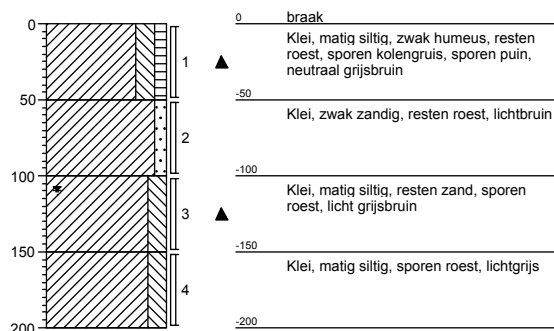 0
50
100
150
200
1
2
3
4
0
braak
Klei, matig siltig, zwak humeus, resten
roest, sporen kolengruis, sporen puin,
neutraal grijsbruin
-50
Klei, zwak zandig, resten roest, lichtbruin
-100
Klei, matig siltig, resten zand, sporen
roest, licht grijsbruin
-150
Klei, matig siltig, sporen roest, lichtgrijs
-200